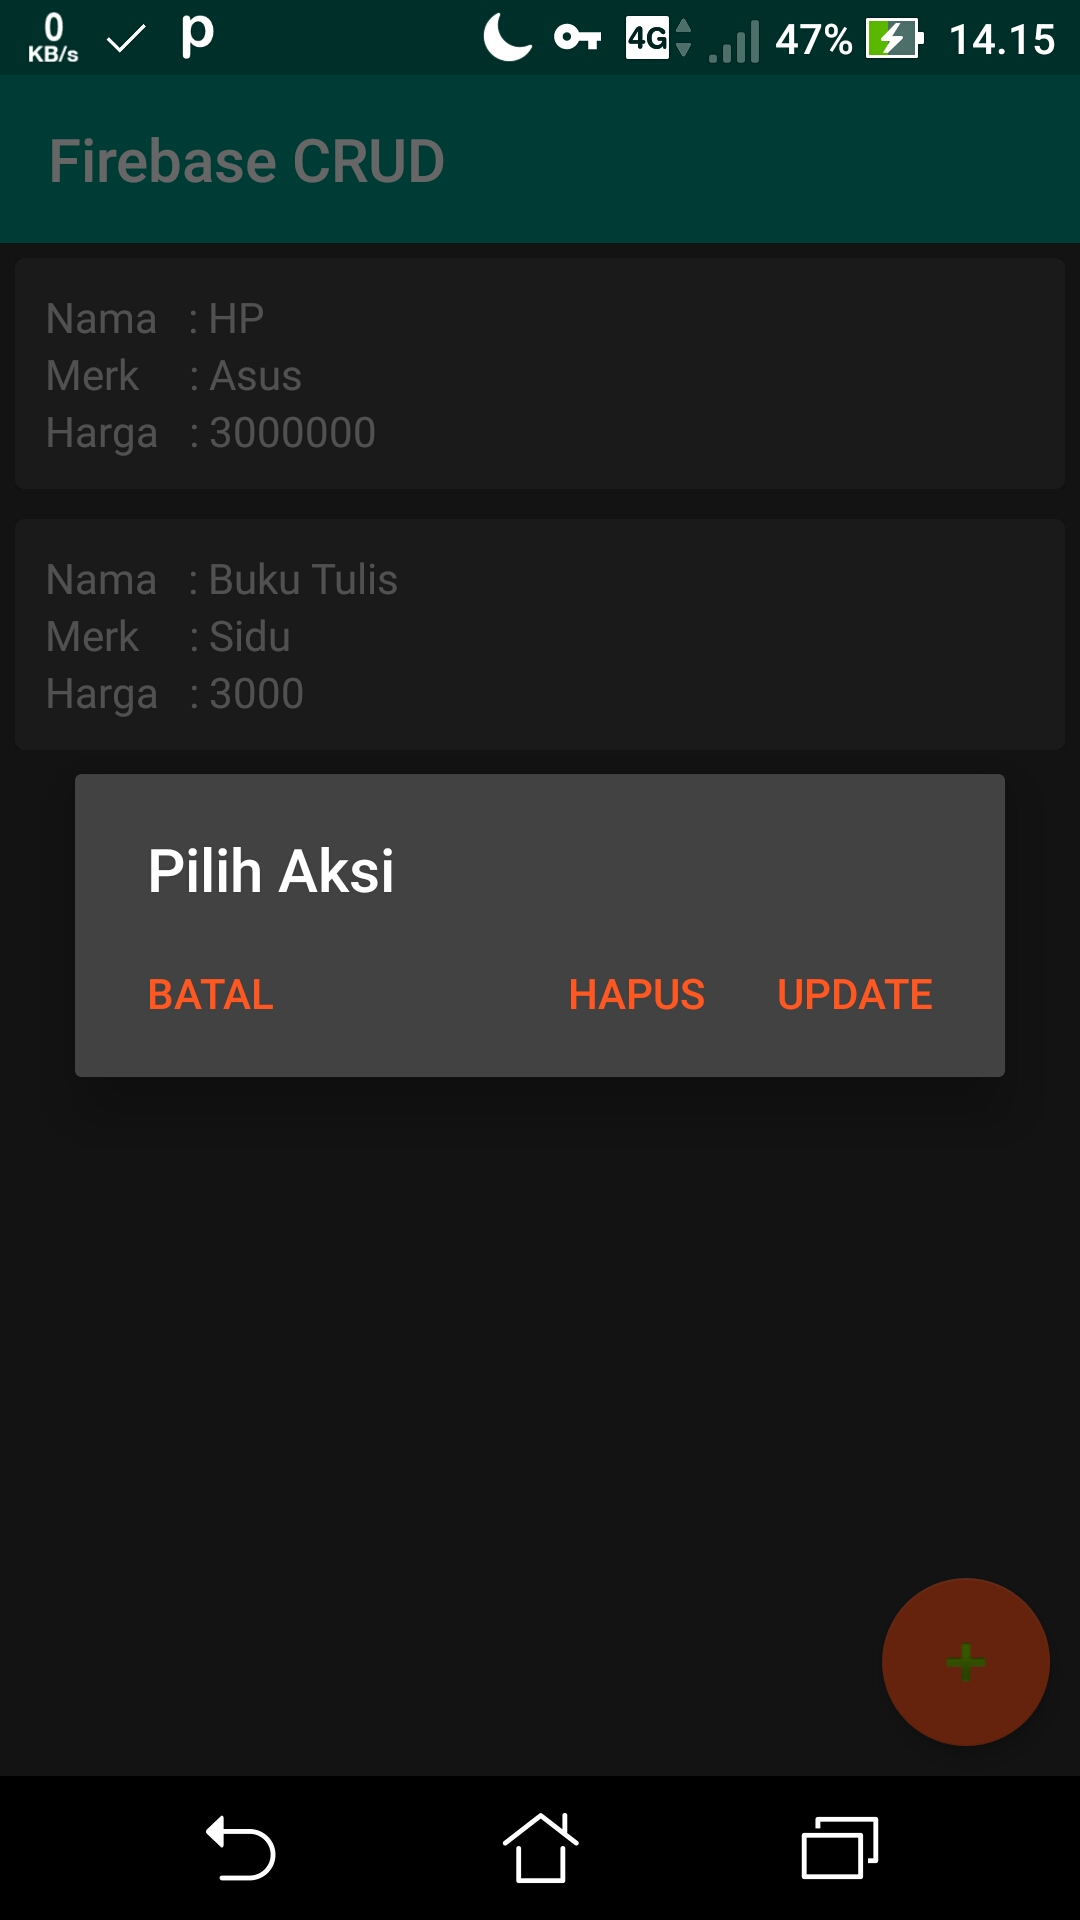 0
KB/s
p
4G
47%
14.15
Firebase CRUD
Nama : HP
Merk : Asus
Harga : 3000000
Nama : Buku Tulis
Merk : Sidu
Harga : 3000
Pilih Aksi
BATAL
HAPUS
UPDATE